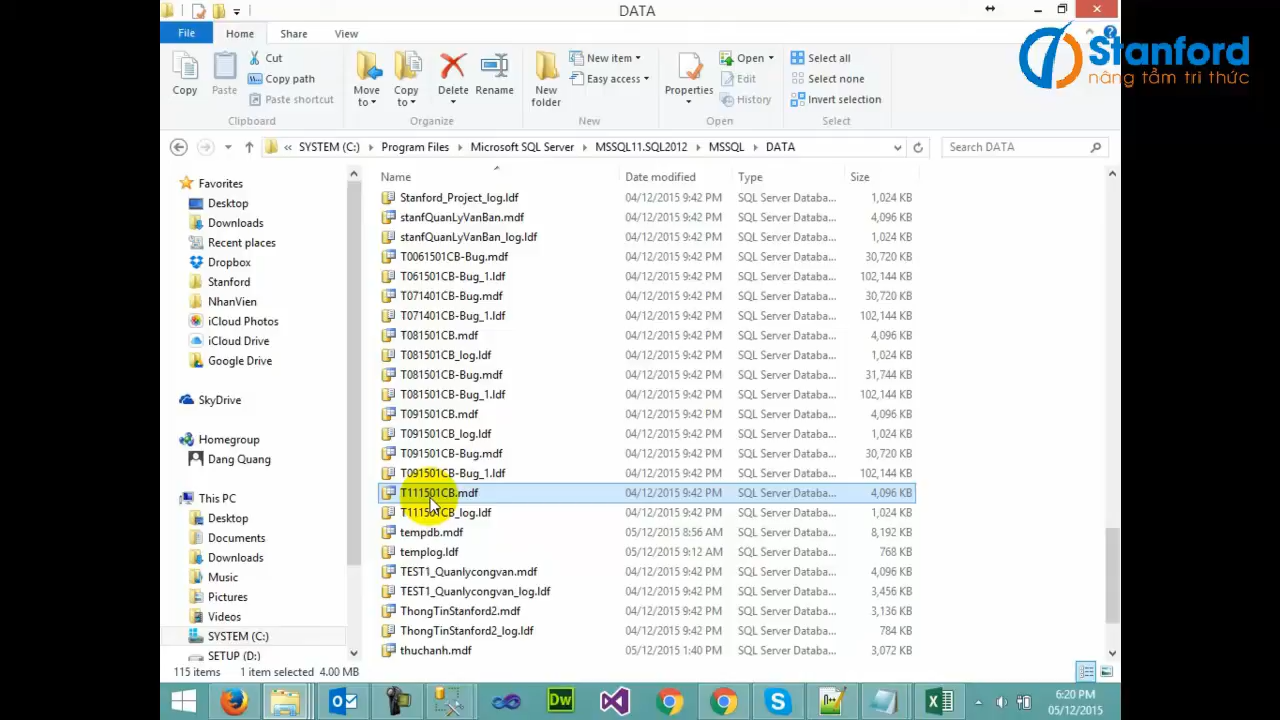 DATA
File Home Share View
Stanford
nâng tầm tri thức
Copy
Paste
Cut
Copy path
Paste shortcut
Clipboard
Move to
Copy to
Delete
Rename
Organize
New folder
New item
Easy access
New
Properties
Open
Edit
History
Open
Select all
Select none
Invert selection
Select
« SYSTEM (C:) Program Files Microsoft SQL Server MSSQL11.SQL2012 MSSQL DATA
Search DATA
Favorites
Desktop
Downloads
Recent places
Dropbox
Stanford
NhanVien
iCloud Photos
iCloud Drive
Google Drive
SkyDrive
Homegroup
Dang Quang
This PC
Desktop
Documents
Downloads
Music
Pictures
Videos
SYSTEM (C:)
SETUP (D:)
Name Date modified Type Size
Stanford_Project_log.ldf 04/12/2015 9:42 PM SQL Server Databa... 1,024 KB
stanfQuanLyVanBan.mdf 04/12/2015 9:42 PM SQL Server Databa... 4,096 KB
stanfQuanLyVanBan_log.ldf 04/12/2015 9:42 PM SQL Server Databa... 1,024 KB
T0061501CB-Bug.mdf 04/12/2015 9:42 PM SQL Server Databa... 30,720 KB
T061501CB-Bug_1.ldf 04/12/2015 9:42 PM SQL Server Databa... 102,144 KB
T071401CB-Bug.mdf 04/12/2015 9:42 PM SQL Server Databa... 30,720 KB
T071401CB-Bug_1.ldf 04/12/2015 9:42 PM SQL Server Databa... 102,144 KB
T081501CB.mdf 04/12/2015 9:42 PM SQL Server Databa... 4,096 KB
T081501CB_log.ldf 04/12/2015 9:42 PM SQL Server Databa... 1,024 KB
T081501CB-Bug.mdf 04/12/2015 9:42 PM SQL Server Databa... 31,744 KB
T081501CB-Bug_1.ldf 04/12/2015 9:42 PM SQL Server Databa... 102,144 KB
T091501CB.mdf 04/12/2015 9:42 PM SQL Server Databa... 4,096 KB
T091501CB_log.ldf 04/12/2015 9:42 PM SQL Server Databa... 1,024 KB
T091501CB-Bug.mdf 04/12/2015 9:42 PM SQL Server Databa... 30,720 KB
T091501CB-Bug_1.ldf 04/12/2015 9:42 PM SQL Server Databa... 102,144 KB
T111501CB.mdf 04/12/2015 9:42 PM SQL Server Databa... 4,096 KB
T111501CB_log.ldf 04/12/2015 9:42 PM SQL Server Databa... 1,024 KB
tempdb.mdf 05/12/2015 8:56 AM SQL Server Databa... 8,192 KB
templog.ldf 05/12/2015 9:12 AM SQL Server Databa... 768 KB
TEST1_Quanlycongvan.mdf 04/12/2015 9:42 PM SQL Server Databa... 4,096 KB
TEST1_Quanlycongvan_log.ldf 04/12/2015 9:42 PM SQL Server Databa... 3,456 KB
ThongTinStanford2.mdf 04/12/2015 9:42 PM SQL Server Databa... 3,136 KB
ThongTinStanford2_log.ldf 04/12/2015 9:42 PM SQL Server Databa... 784 KB
thuchanh.mdf 05/12/2015 1:40 PM SQL Server Databa... 3,072 KB
115 items 1 item selected 4.00 MB
Dw
6:20 PM
05/12/2015